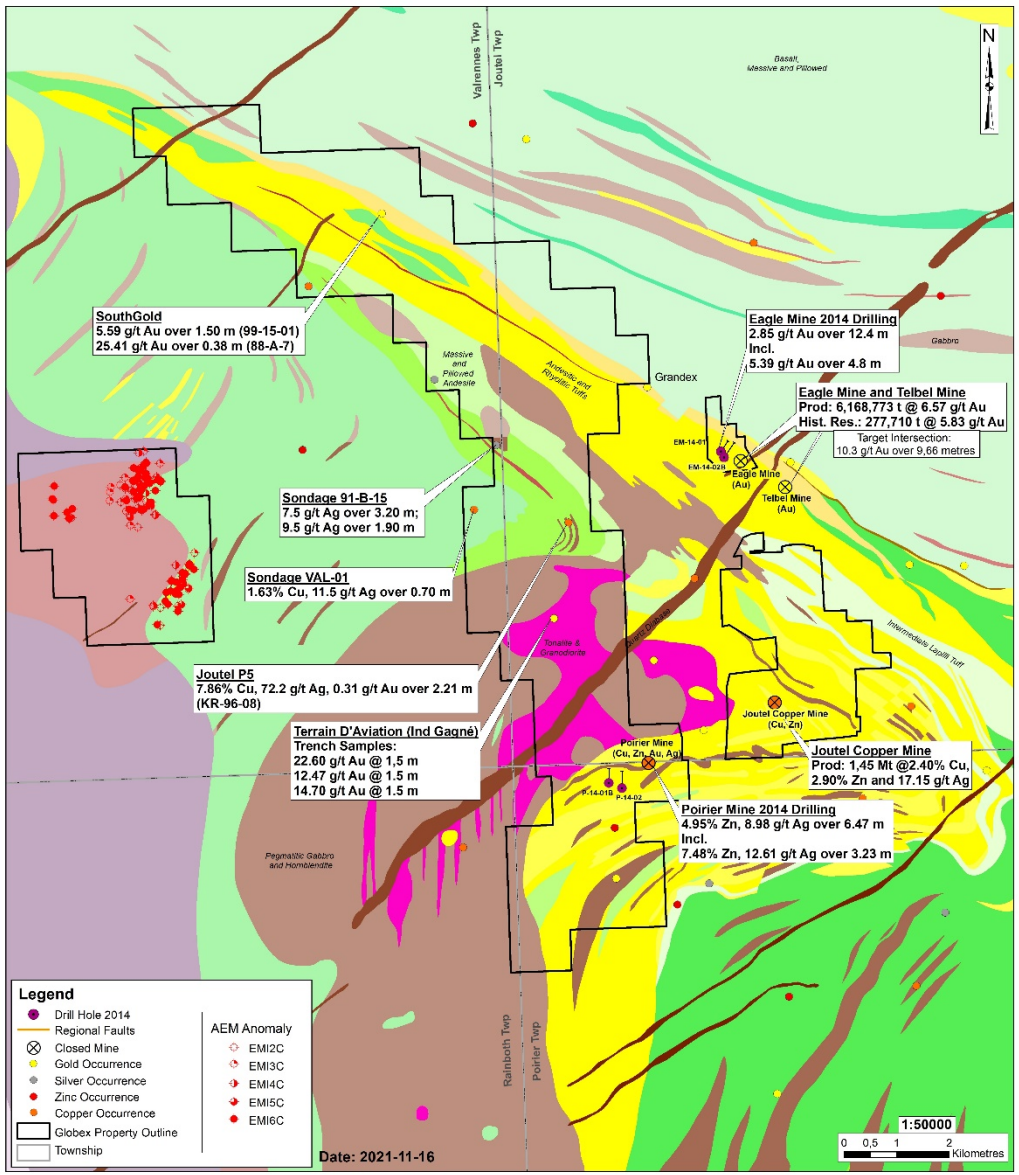 Valrennes Twp
Joutel Twp
Basalt,
Massive and Pillowed
N
SouthGold
5.59 g/t Au over 1.50 m (99-15-01)
25.41 g/t Au over 0.38 m (88-A-7)
Massive
and
Pillowed
Andesite
Andesitic and
Rhyolitic Tuffs
Grandex
Gabbro
Eagle Mine 2014 Drilling
2.85 g/t Au over 12.4 m
Incl.
5.39 g/t Au over 4.8 m
Eagle Mine and Telbel Mine
Prod: 6,168,773 t @ 6.57 g/t Au
Hist. Res.: 277,710 t @ 5.83 g/t Au
Target Intersection:
10.3 g/t Au over 9,66 metres
EM-14-01
EM-14-02B
Eagle Mine
(Au)
Telbel Mine
(Au)
Sondage 91-B-15
7.5 g/t Ag over 3.20 m;
9.5 g/t Ag over 1.90 m
Sondage VAL-01
1.63% Cu, 11.5 g/t Ag over 0.70 m
Joutel P5
7.86% Cu, 72.2 g/t Ag, 0.31 g/t Au over 2.21 m
(KR-96-08)
Terrain D'Aviation (Ind Gagné)
Trench Samples:
22.60 g/t Au @ 1,5 m
12.47 g/t Au @ 1.5 m
14.70 g/t Au @ 1.5 m
Tonalite &
Granodiorite
Quartz Diabase
Intermediate Lapilli Tuff
Joutel Copper Mine
(Cu, Zn)
Joutel Copper Mine
Prod: 1,45 Mt @2.40% Cu,
2.90% Zn and 17.15 g/t Ag
Poirier Mine
(Cu, Zn, Au, Ag)
P-14-01B
P-14-02
Poirier Mine 2014 Drilling
4.95% Zn, 8.98 g/t Ag over 6.47 m
Incl.
7.48% Zn, 12.61 g/t Ag over 3.23 m
Pegmatitic Gabbro
and Hornblendite
Rainboth Twp
Poirier Twp
Legend
Drill Hole 2014
Regional Faults
Closed Mine
Gold Occurrence
Silver Occurrence
Zinc Occurrence
Copper Occurrence
Globex Property Outline
Township
AEM Anomaly
EMI2C
EMI3C
EMI4C
EMI5C
EMI6C
Date: 2021-11-16
1:50000
0 0,5 1 2
Kilometres